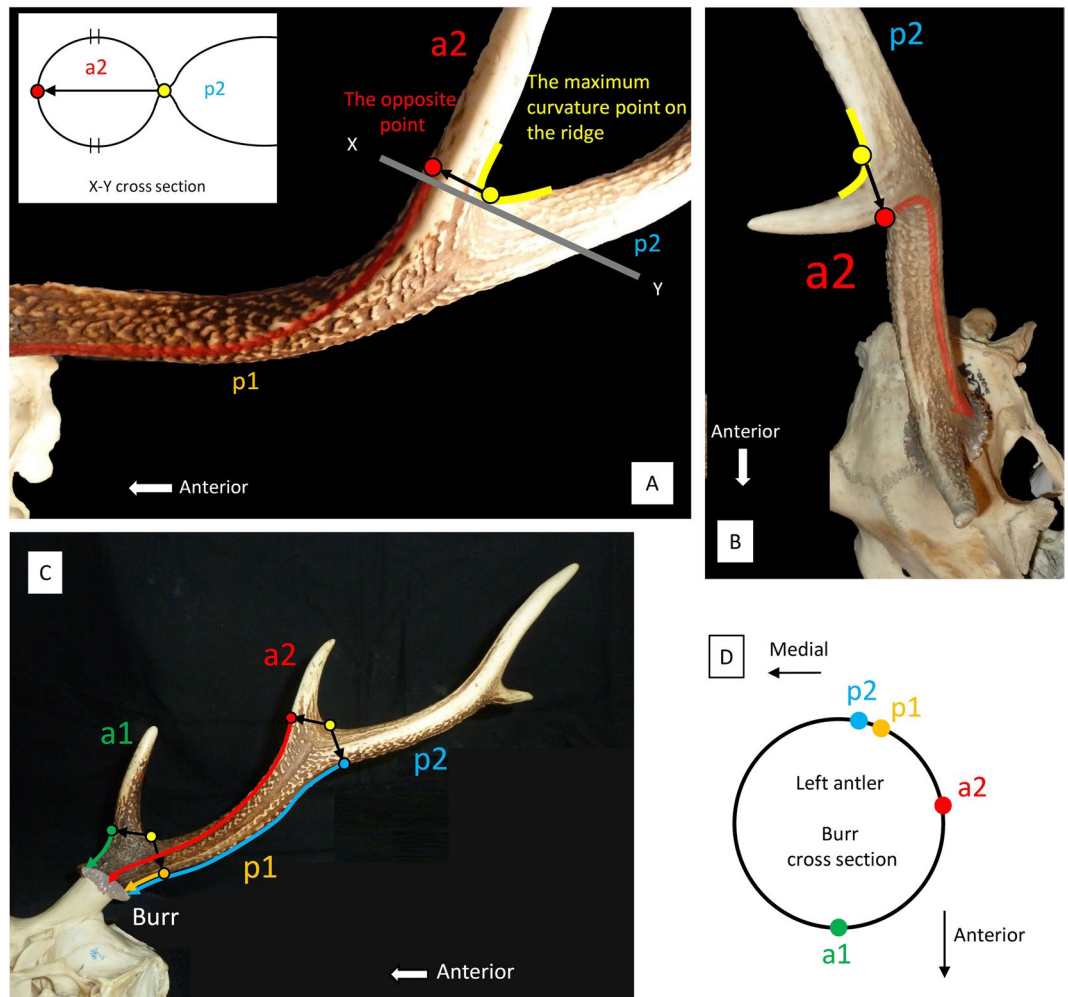 a2
p2
X-Y cross section
a2
The opposite
point
The maximum
curvature point on
the ridge
X
p2
Y
p1
Anterior
A
p2
a2
Anterior
B
C
a2
a1
p2
p1
Burr
Anterior
D
Medial
p2
p1
Left antler
a2
Burr
cross section
a1
Anterior